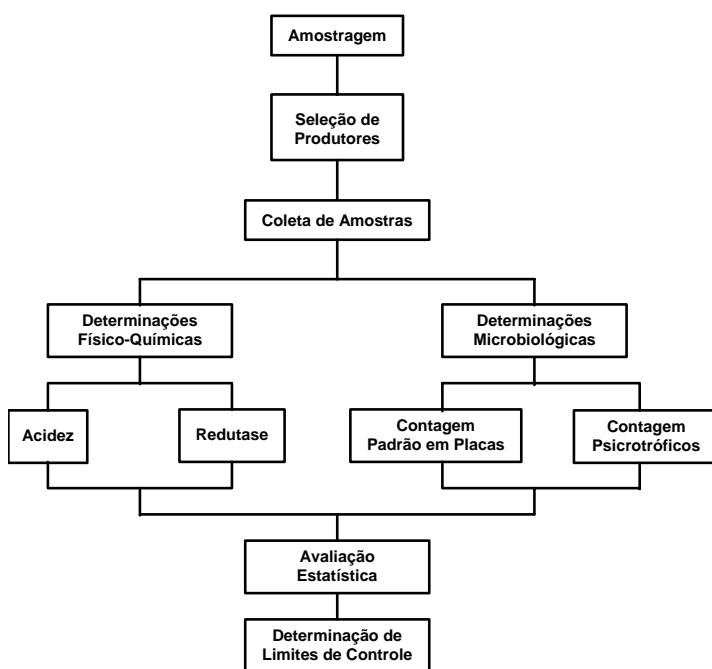 Amostragem
Seleção de
Produtores
Coleta de Amostras
Determinações
Físico-Químicas
Determinações
Microbiológicas
Acidez
Redutase
Contagem
Padrão em Placas
Contagem
Psicrotróficos
Avaliação
Estatística
Determinação de
Limites de Controle